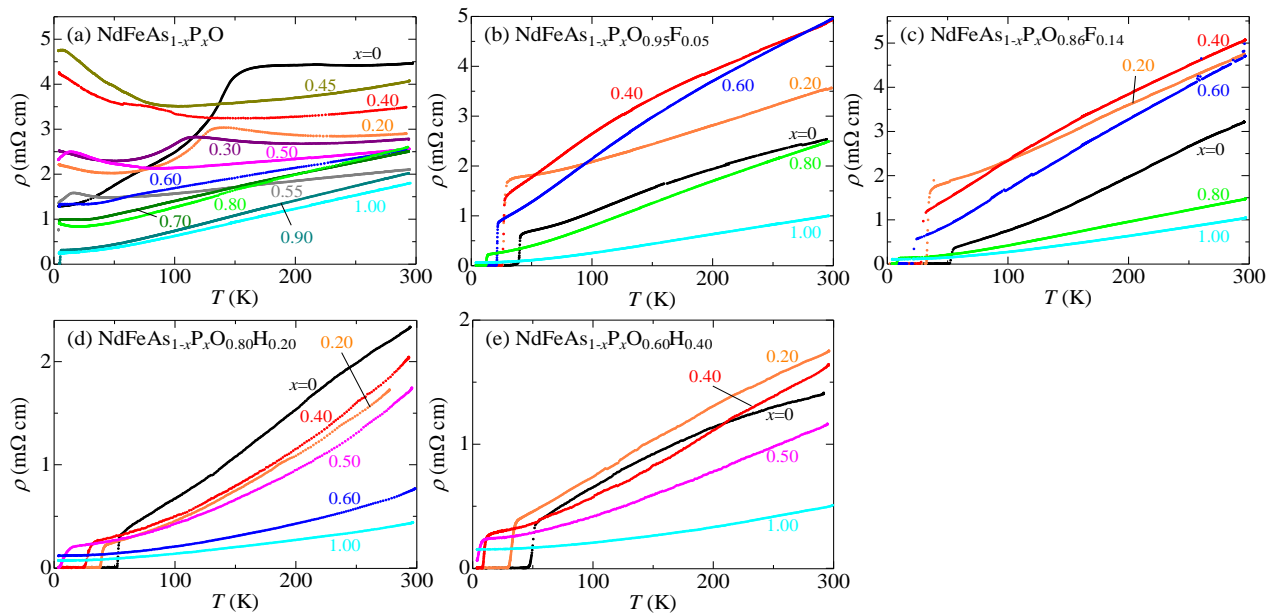 (a) NdFeAs₁₋ₓPₓO
x=0
0.45
0.40
0.20
0.30
0.50
0.60
0.55
0.80
0.70
1.00
0.90
5
4
3
2
1
0
ρ (mΩ cm)
0 100 200 300
T (K)
(b) NdFeAs₁₋ₓPₓO₀.₉₅F₀.₀₅
0.40
0.60
0.20
x=0
0.80
1.00
5
4
3
2
1
0
ρ (mΩ cm)
0 100 200 300
T (K)
(c) NdFeAs₁₋ₓPₓO₀.₈₆F₀.₁₄
0.40
0.20
0.60
x=0
0.80
1.00
5
4
3
2
1
0
ρ (mΩ cm)
0 100 200 300
T (K)
(d) NdFeAs₁₋ₓPₓO₀.₈₀H₀.₂₀
0.20
x=0
0.40
0.50
0.60
1.00
2
1
0
ρ (mΩ cm)
0 100 200 300
T (K)
(e) NdFeAs₁₋ₓPₓO₀.₆₀H₀.₄₀
0.20
0.40
x=0
0.50
1.00
2
1
0
ρ (mΩ cm)
0 100 200 300
T (K)